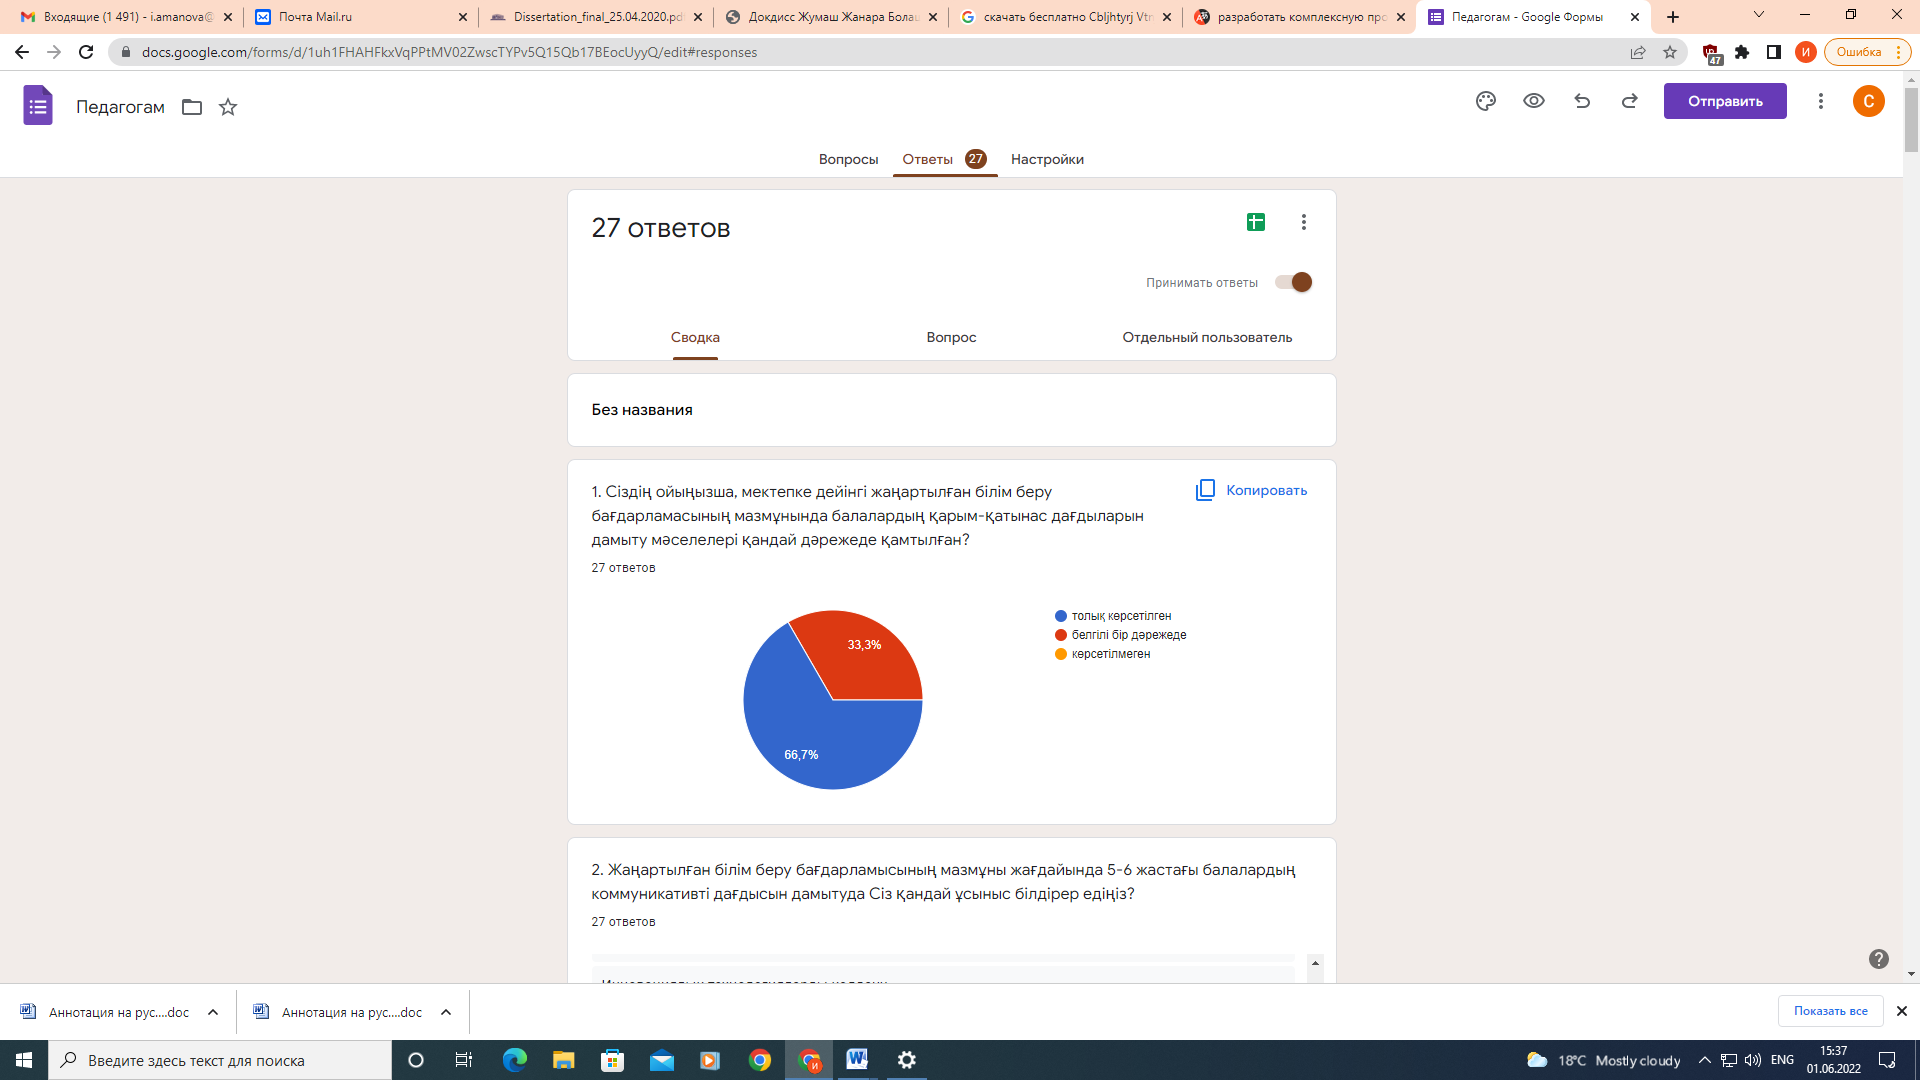 Входящие (1 491) - i.amanova@
Почта Mail.ru
Dissertation_final_25.04.2020.pd
Докдисс Жумаш Жанара Болаш
скачать бесплатно Cbljhtyrj Vtr
разработать комплексную про
Педагогам - Google Формы
docs.google.com/forms/d/1uh1FHAHFkxVqPPtMV02ZwscTYPv5Q15Qb17BEocUyyQ/edit#responses
47
И
Ошибка
Педагогам
Отправить
С
Вопросы
Ответы 27
Настройки
27 ответов
Принимать ответы
Сводка
Вопрос
Отдельный пользователь
Без названия
1. Сіздің ойыңызша, мектепке дейінгі жаңартылған білім беру
бағдарламасының мазмұнында балалардың қарым-қатынас дағдыларын
дамыту мәселелері қандай дәрежеде қамтылған?
Копировать
27 ответов
толық көрсетілген
белгілі бір дәрежеде
көрсетілмеген
33,3%
66,7%
2. Жаңартылған білім беру бағдарламысының мазмұны жағдайында 5-6 жастағы балалардың
коммуникативті дағдысын дамытуда Сіз қандай ұсыныс білдірер едіңіз?
27 ответов
Аннотация на рус....doc
Аннотация на рус....doc
Показать все
Введите здесь текст для поиска
18°C Mostly cloudy
ENG
15:37
01.06.2022